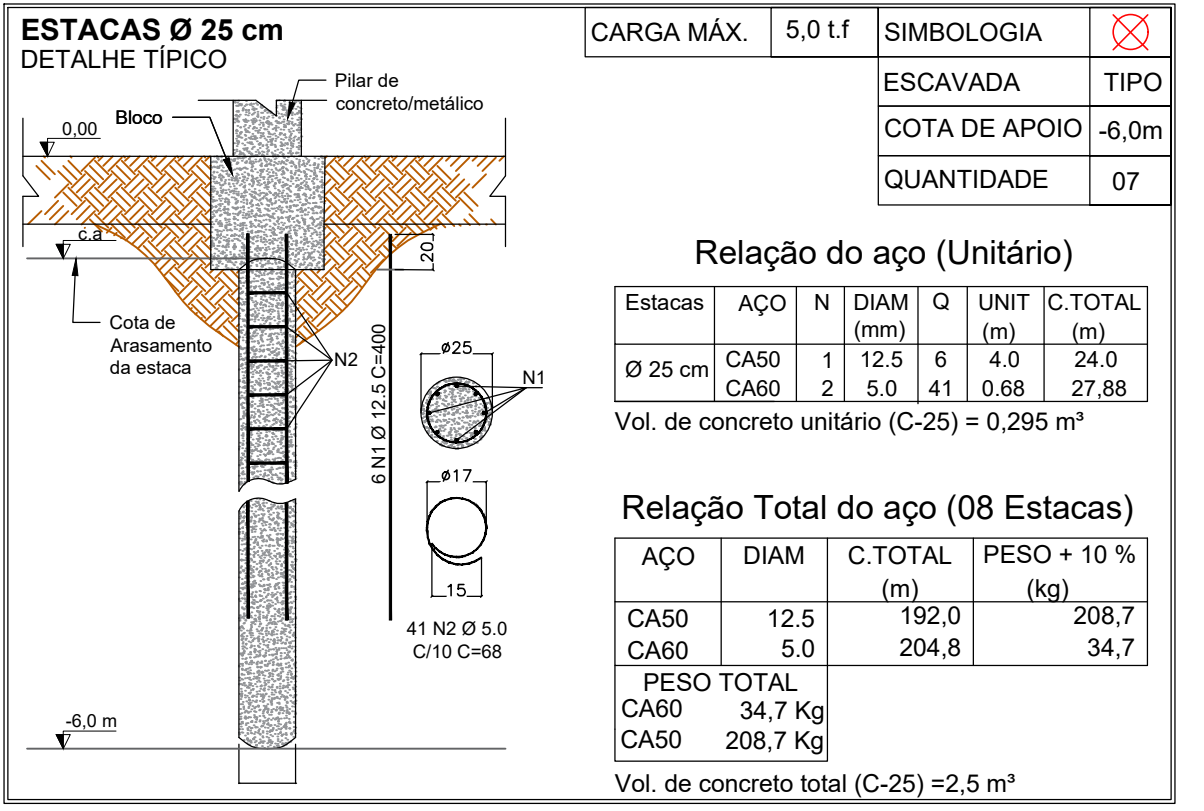 ESTACAS Ø 25 cm
DETALHE TÍPICO
CARGA MÁX. 5,0 t.f SIMBOLOGIA
ESCAVADA TIPO
COTA DE APOIO -6,0m
QUANTIDADE 07
Pilar de
concreto/metálico
Bloco
0,00
c.a
20
Cota de
Arasamento
da estaca
N2
6 N1 Ø 12.5 C=400
ø25
N1
ø17
15
41 N2 Ø 5.0
C/10 C=68
-6,0 m
Relação do aço (Unitário)
Estacas AÇO N DIAM Q UNIT C.TOTAL
(mm) (m) (m)
Ø 25 cm CA50 1 12.5 6 4.0 24.0
CA60 2 5.0 41 0.68 27,88
Vol. de concreto unitário (C-25) = 0,295 m³
Relação Total do aço (08 Estacas)
AÇO DIAM C.TOTAL PESO + 10 %
(m) (kg)
CA50 12.5 192,0 208,7
CA60 5.0 204,8 34,7
PESO TOTAL
CA60 34,7 Kg
CA50 208,7 Kg
Vol. de concreto total (C-25) =2,5 m³